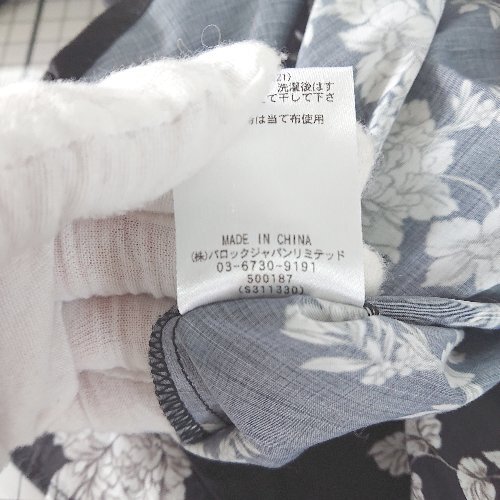 21)
洗濯後はす
て干して下さ
は当て布使用
MADE IN CHINA
(株)バロックジャパンリミテッド
03-6730-9191
500187
(S311330)